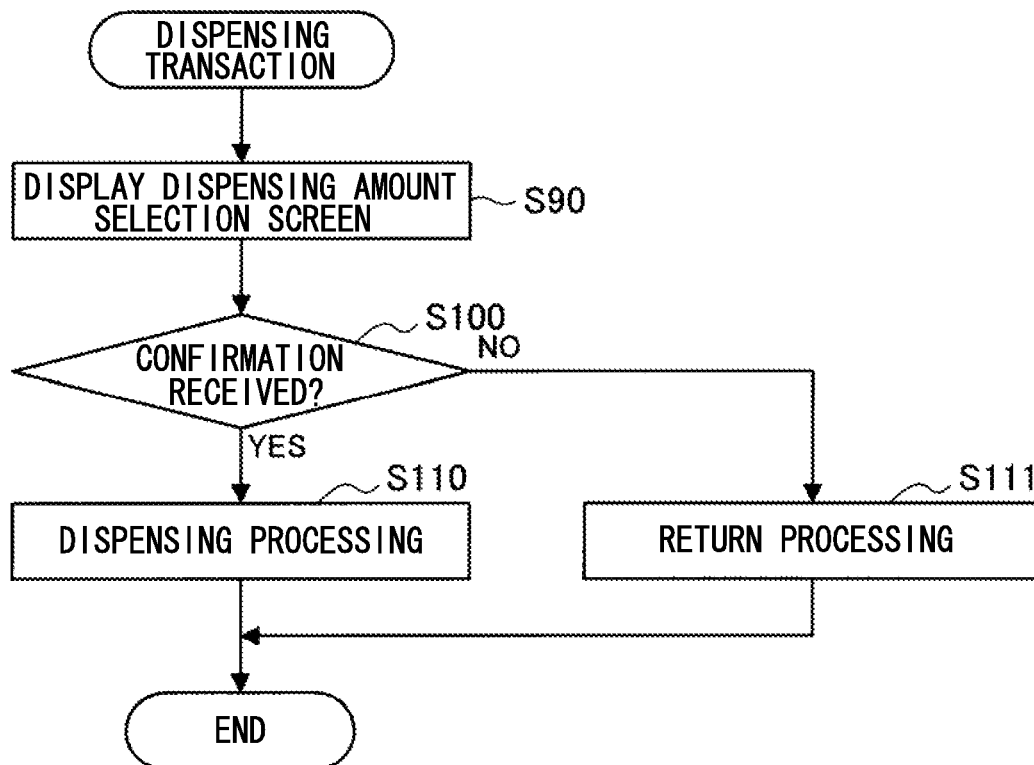 DISPENSING
TRANSACTION
DISPLAY DISPENSING AMOUNT
SELECTION SCREEN
S90
S100
CONFIRMATION
RECEIVED?
NO
YES
S110
DISPENSING PROCESSING
S111
RETURN PROCESSING
END